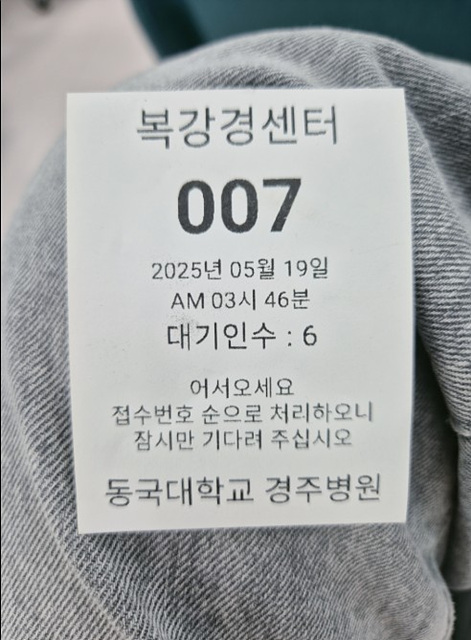 복강경센터
007
2025년 05월 19일
AM 03시 46분
대기인수 : 6
어서오세요
접수번호 순으로 처리하오니
잠시만 기다려 주십시오
동국대학교 경주병원